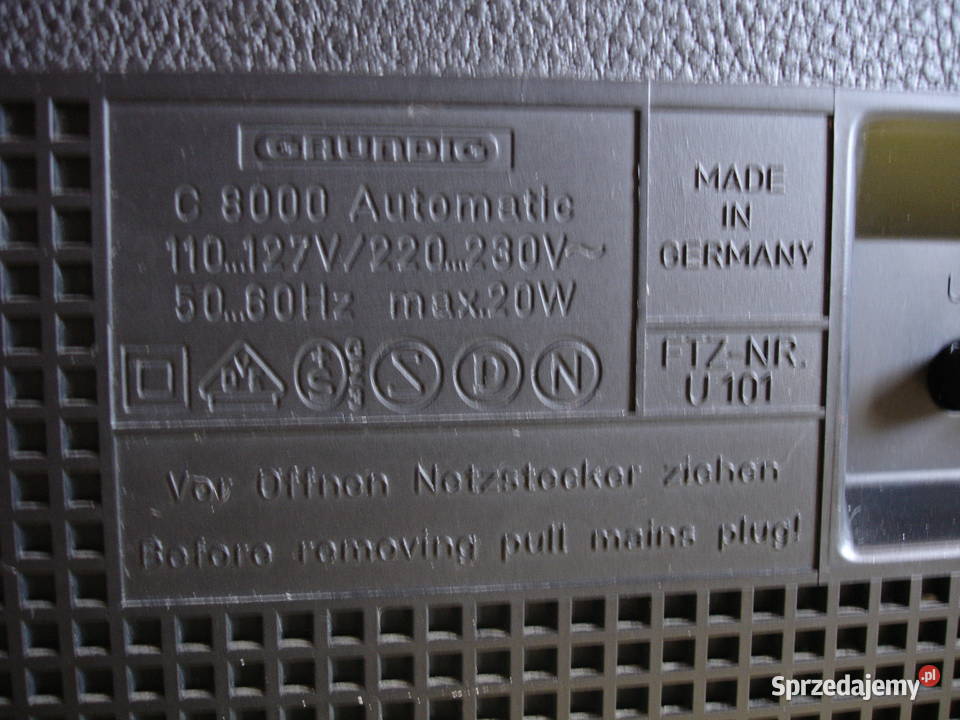 GRUNDIG
C 8000 Automatic
110...127V/220...230V~
50...60Hz max.20W
S D N
MADE
IN
GERMANY
FTZ-NR.
U 101
Vor öffnen Netzstecker ziehen
Before removing pull mains plug!
Sprzedajemy.pl